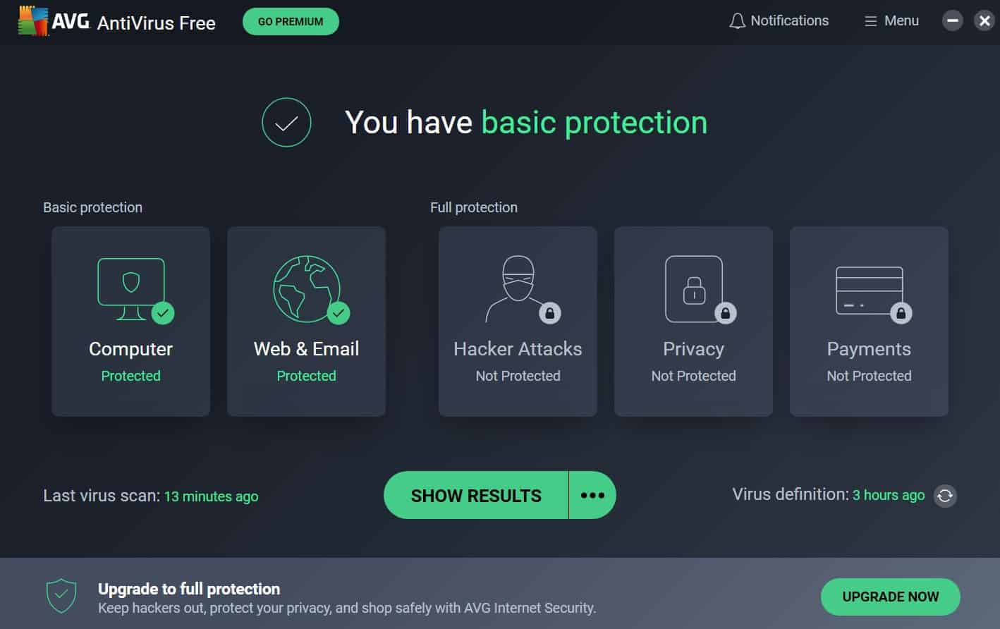 AVG AntiVirus Free
GO PREMIUM
Notifications
Menu
You have basic protection
Basic protection
Full protection
Computer
Protected
Web & Email
Protected
Hacker Attacks
Not Protected
Privacy
Not Protected
Payments
Not Protected
Last virus scan: 13 minutes ago
SHOW RESULTS
Virus definition: 3 hours ago
Upgrade to full protection
Keep hackers out, protect your privacy, and shop safely with AVG Internet Security.
UPGRADE NOW